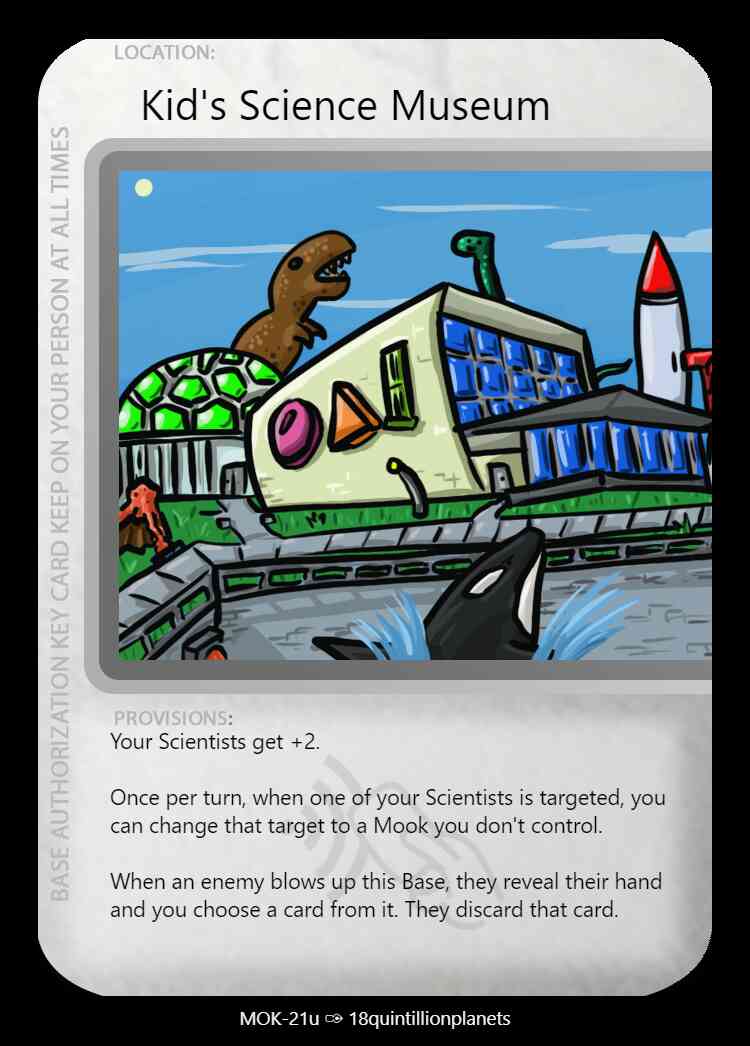 LOCATION:
Kid's Science Museum
BASE AUTHORIZATION KEY CARD KEEP ON YOUR PERSON AT ALL TIMES
PROVISIONS:
Your Scientists get +2.
Once per turn, when one of your Scientists is targeted, you
can change that target to a Mook you don't control.
When an enemy blows up this Base, they reveal their hand
and you choose a card from it. They discard that card.
MOK-21u ✑ 18quintillionplanets